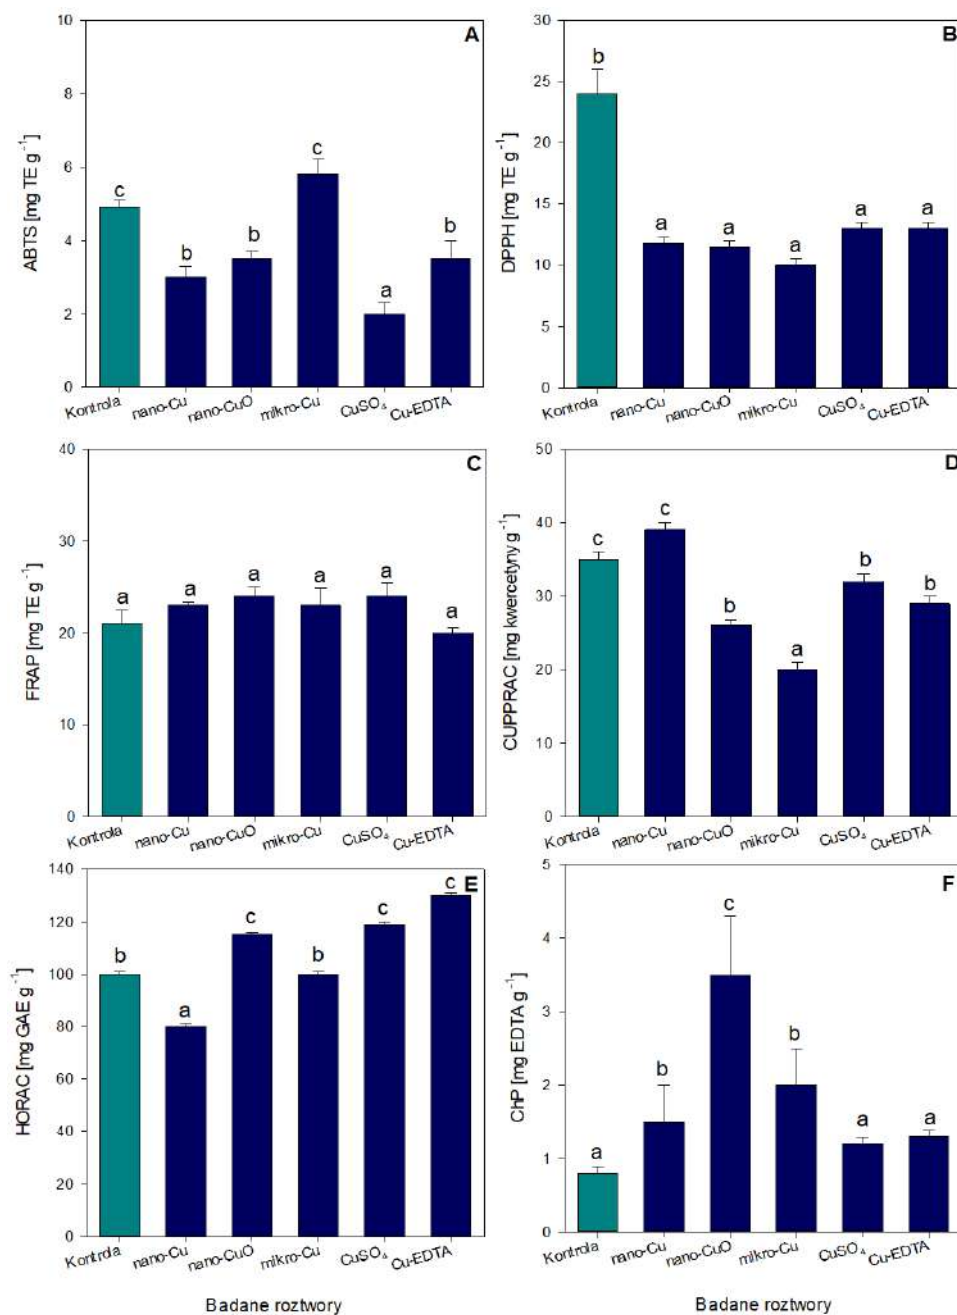 A
ABTS [mg TE g⁻¹]
10
8
6
4
2
0
c
b
b
c
a
b
Kontrola
nano-Cu
nano-CuO
mikro-Cu
CuSO₄
Cu-EDTA
B
DPPH [mg TE g⁻¹]
30
25
20
15
10
5
0
b
a
a
a
a
a
Kontrola
nano-Cu
nano-CuO
mikro-Cu
CuSO₄
Cu-EDTA
C
FRAP [mg TE g⁻¹]
40
30
20
10
0
a
a
a
a
a
a
Kontrola
nano-Cu
nano-CuO
mikro-Cu
CuSO₄
Cu-EDTA
D
CUPPRAC [mg kwercetyny g⁻¹]
50
40
30
20
10
0
c
c
b
a
b
b
Kontrola
nano-Cu
nano-CuO
mikro-Cu
CuSO₄
Cu-EDTA
E
HORAC [mg GAE g⁻¹]
140
120
100
80
60
40
20
0
b
a
c
b
c
c
Kontrola
nano-Cu
nano-CuO
mikro-Cu
CuSO₄
Cu-EDTA
Badane roztwory
F
ChP [mg EDTA g⁻¹]
5
4
3
2
1
0
a
b
c
b
a
a
Kontrola
nano-Cu
nano-CuO
mikro-Cu
CuSO₄
Cu-EDTA
Badane roztwory